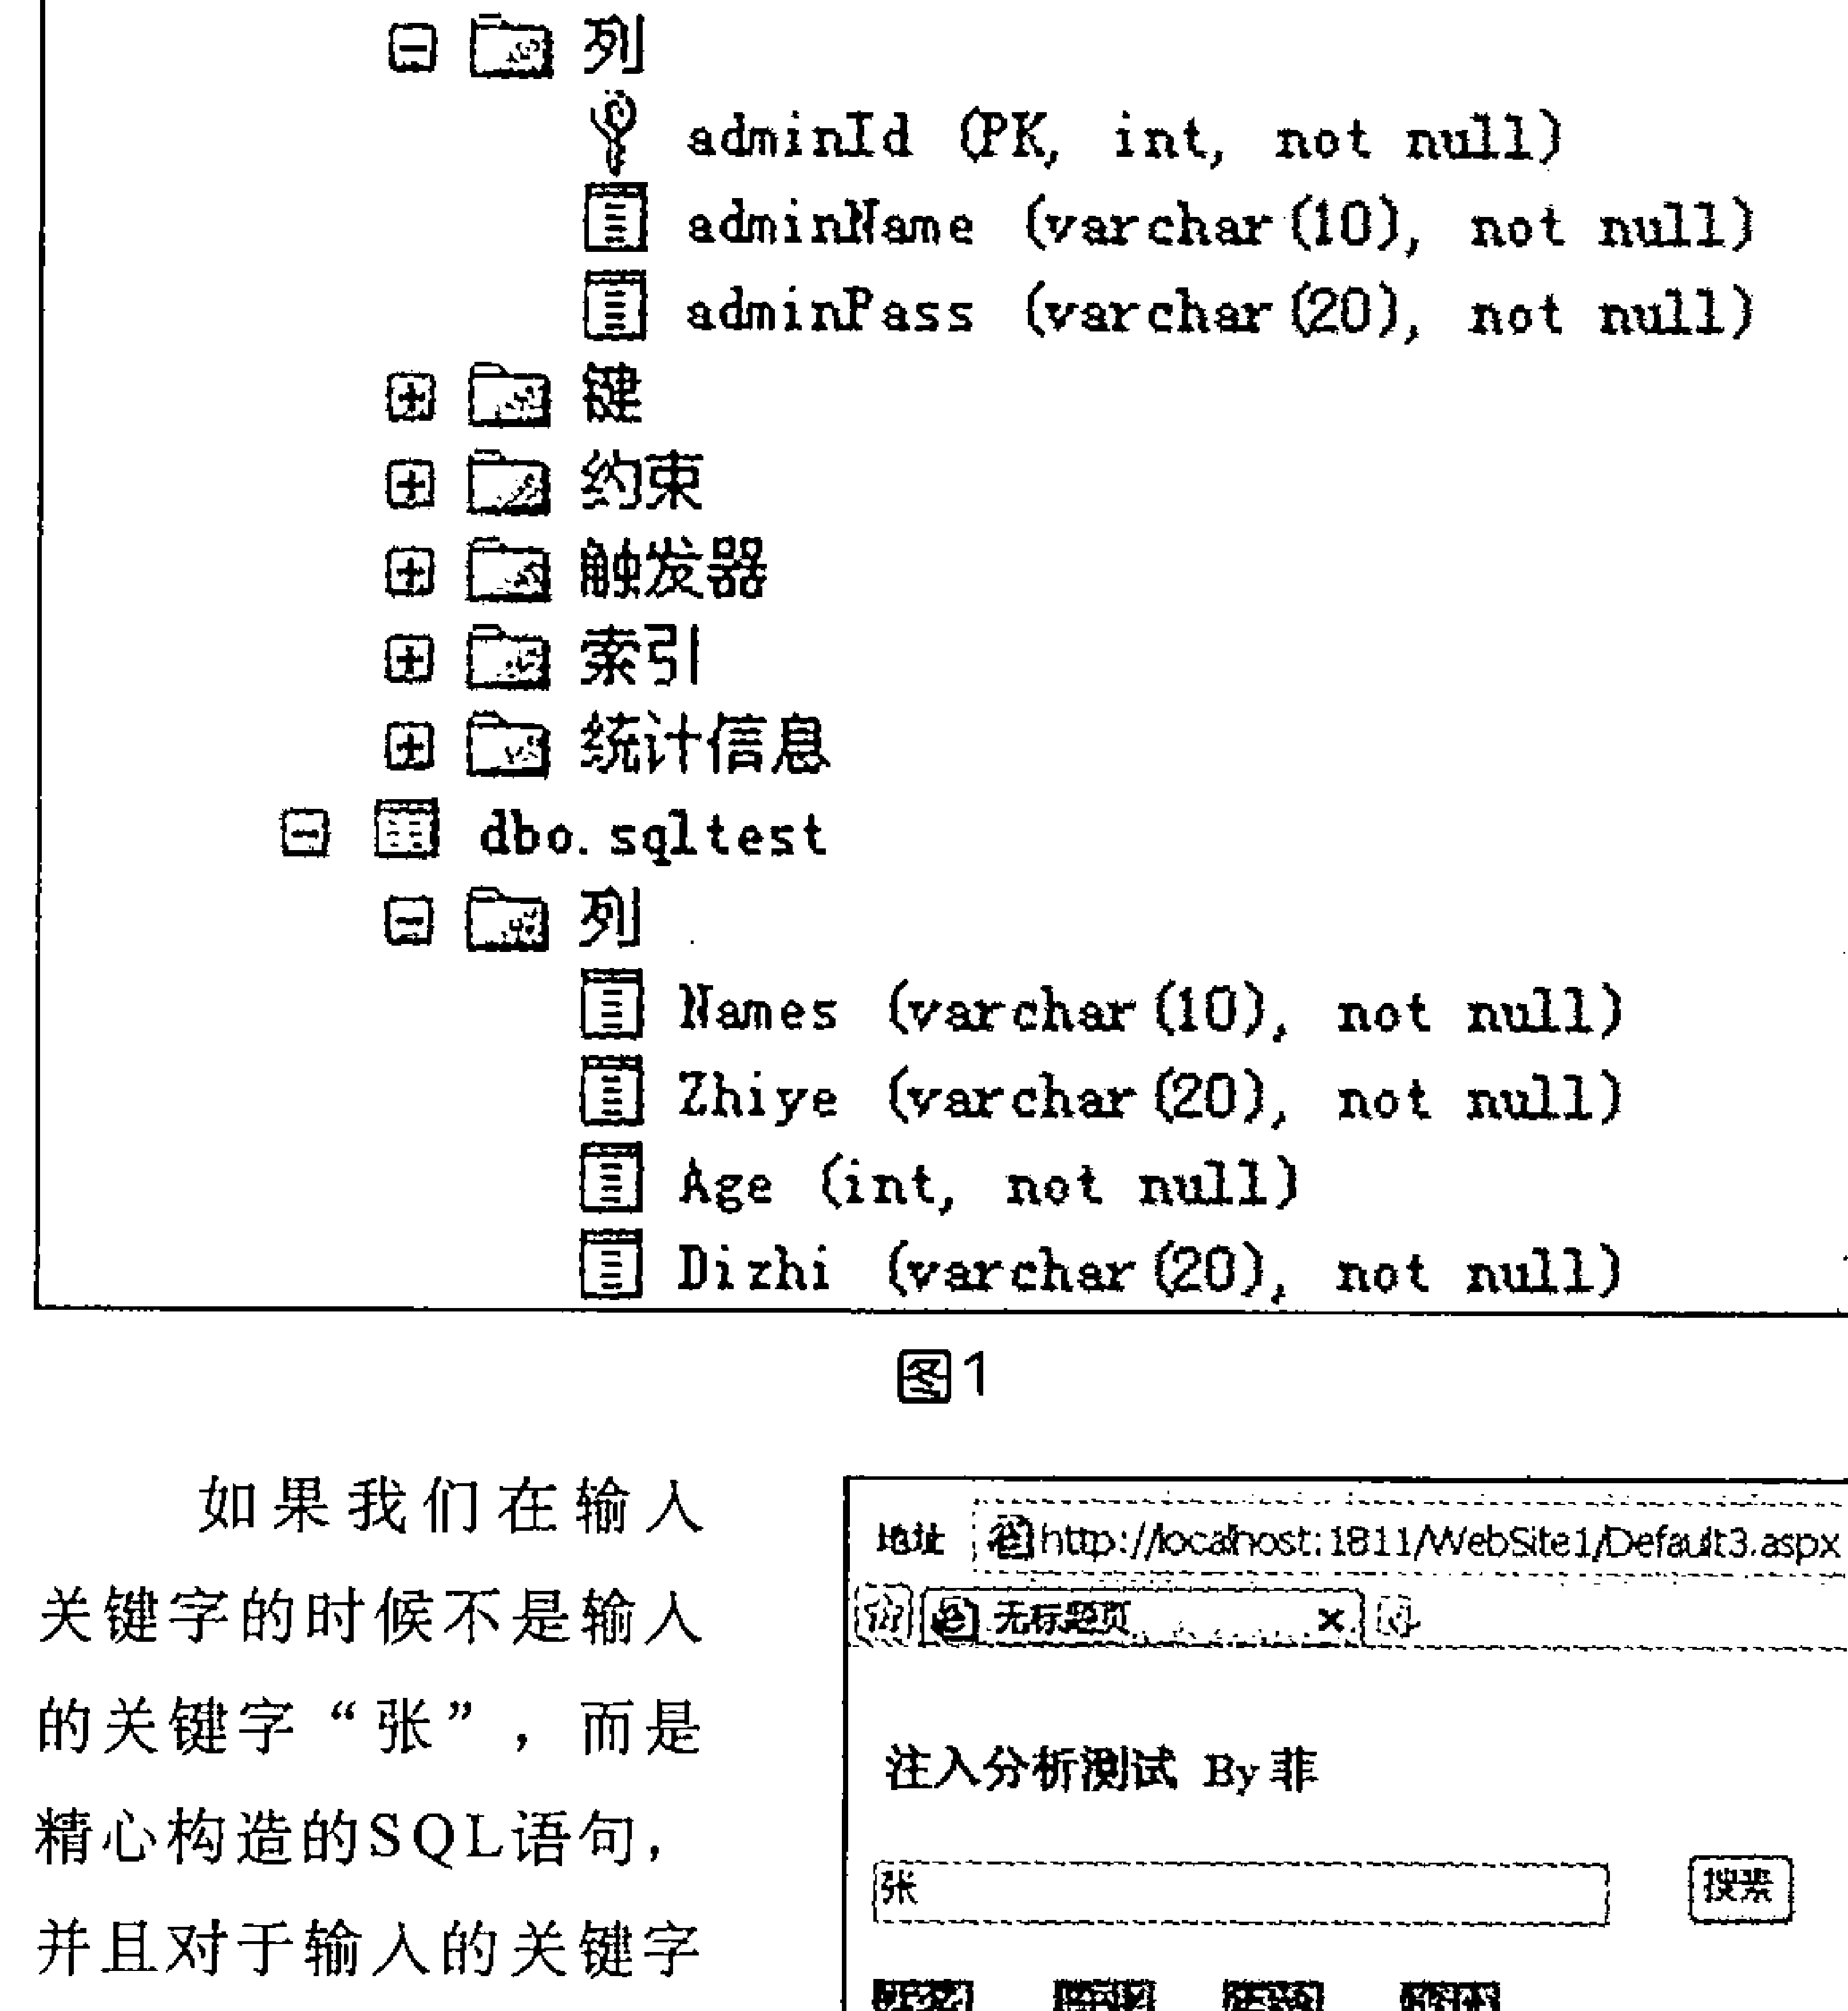 列
adminId (PK, int, not null)
adminName (varchar(10), not null)
adminPass (varchar(20), not null)
键
约束
触发器
索引
统计信息
dbo.sqltest
列
Names (varchar(10), not null)
Zhiye (varchar(20), not null)
Age (int, not null)
Dizhi (varchar(20), not null)
图1
如果我们在输入
关键字的时候不是输入
的关键字“张”，而是
精心构造的SQL语句，
并且对于输入的关键字
地址 http://localhost:1811/WebSite1/Default3.aspx
无标题页
注入分析测试 By 菲
张 搜索